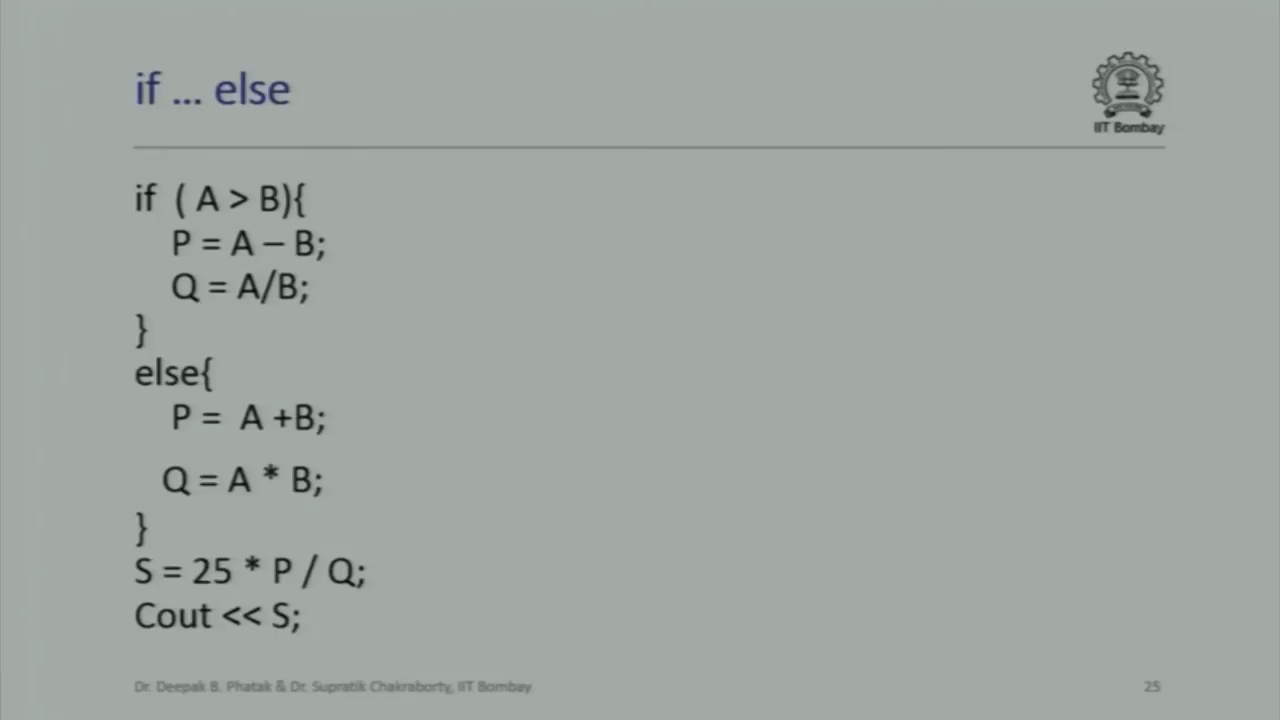 if ... else
IIT Bombay
if ( A > B){
P = A – B;
Q = A/B;
}
else{
P = A +B;
Q = A * B;
}
S = 25 * P / Q;
Cout << S;
Dr. Deepak B. Phatak & Dr. Supratik Chakraborty, IIT Bombay
25